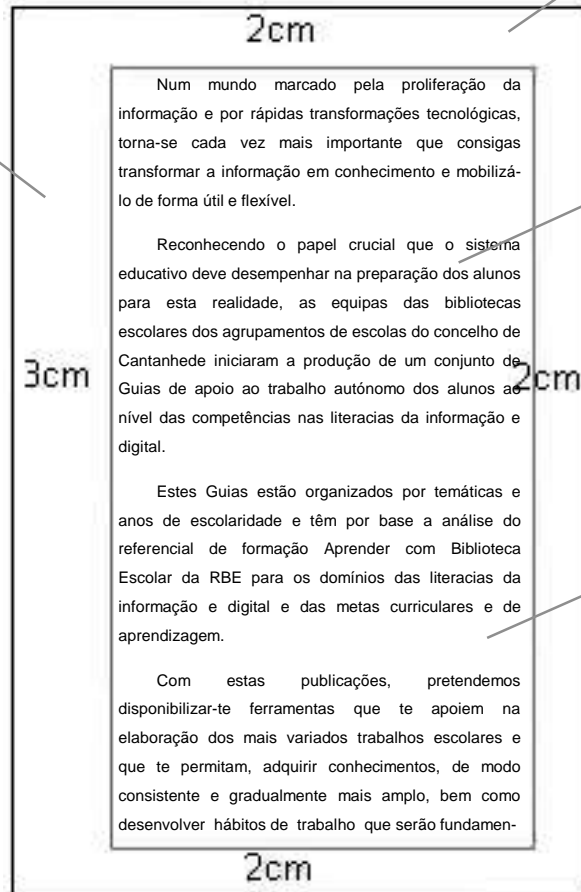 2cm
Num mundo marcado pela proliferação da
informação e por rápidas transformações tecnológicas,
torna-se cada vez mais importante que consigas
transformar a informação em conhecimento e mobilizá-
lo de forma útil e flexível.
Reconhecendo o papel crucial que o sistema
educativo deve desempenhar na preparação dos alunos
para esta realidade, as equipas das bibliotecas
escolares dos agrupamentos de escolas do concelho de
Cantanhede iniciaram a produção de um conjunto de
3cm
Guias de apoio ao trabalho autónomo dos alunos ao
2cm
nível das competências nas literacias da informação e
digital.
Estes Guias estão organizados por temáticas e
anos de escolaridade e têm por base a análise do
referencial de formação Aprender com Biblioteca
Escolar da RBE para os domínios das literacias da
informação e digital e das metas curriculares e de
aprendizagem.
Com estas publicações, pretendemos
disponibilizar-te ferramentas que te apoiem na
elaboração dos mais variados trabalhos escolares e
que te permitam, adquirir conhecimentos, de modo
consistente e gradualmente mais amplo, bem como
desenvolver hábitos de trabalho que serão fundamen-
2cm